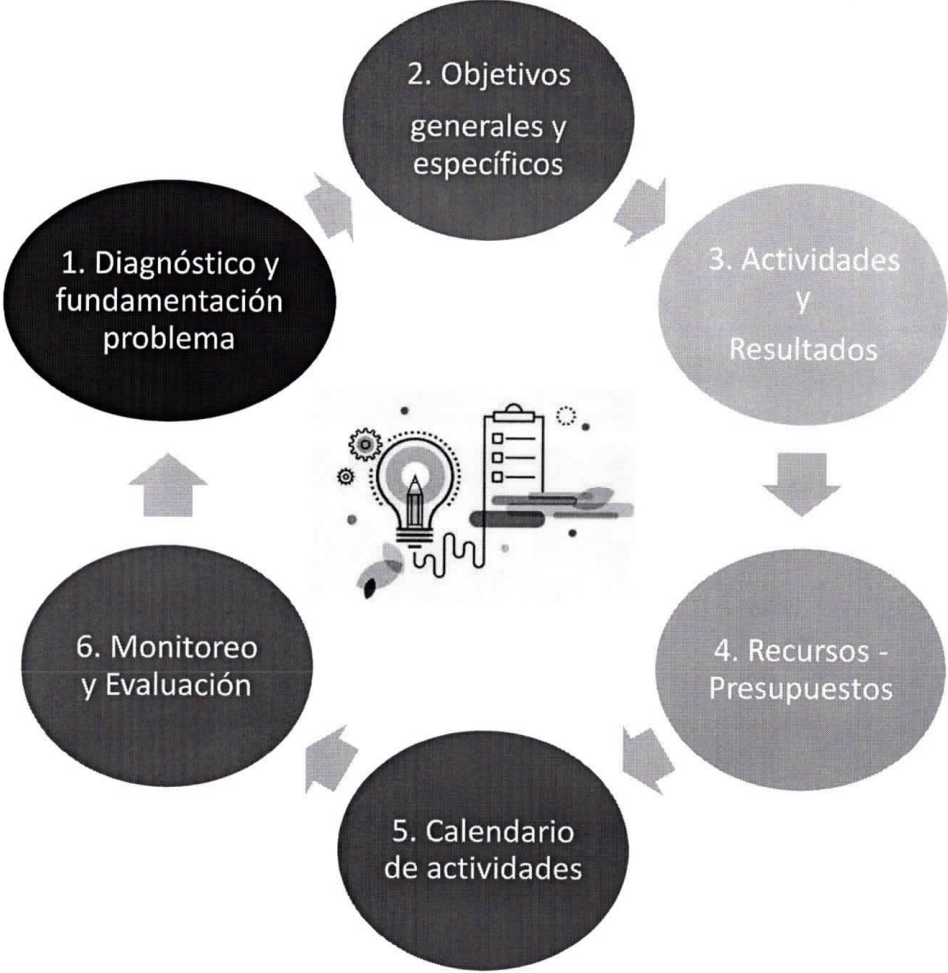 1. Diagnóstico y
fundamentación
problema
2. Objetivos
generales y
específicos
3. Actividades
y
Resultados
4. Recursos -
Presupuestos
5. Calendario
de actividades
6. Monitoreo
y Evaluación